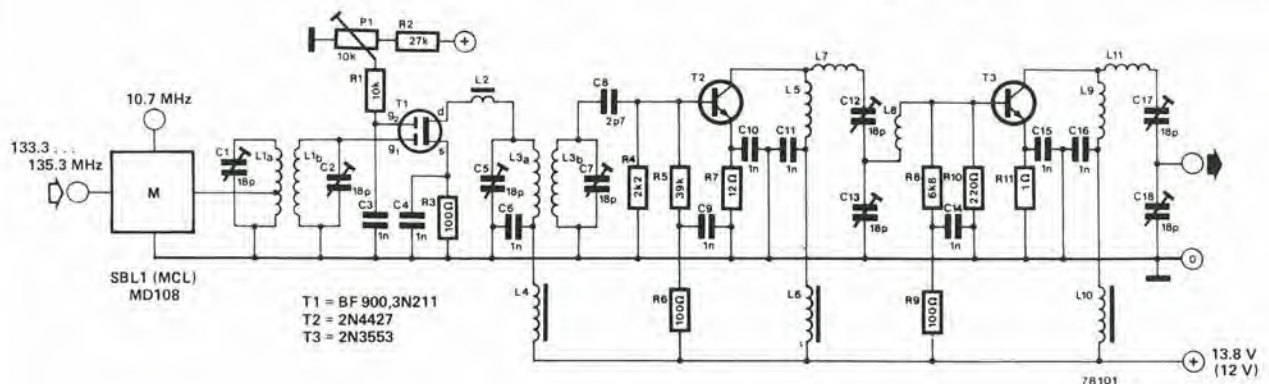 P1
10k
R2
27k
+
R1
10k
10.7 MHz
133.3 ...
135.3 MHz
M
SBL1 (MCL)
MD108
C1
18p
L1a
L1b
C2
18p
T1
g2
g1
d
s
C3
1n
C4
1n
R3
100Ω
L2
C5
18p
C6
1n
L3a
L3b
C7
18p
L4
C8
2p7
R4
2k2
R5
39k
T2
C9
1n
R7
12Ω
C10
1n
C11
1n
L5
L7
C12
18p
C13
18p
R6
100Ω
L6
L8
R8
6k8
R10
220Ω
C14
1n
T3
R11
1Ω
C15
1n
C16
1n
L9
L11
C17
18p
C18
18p
0
R9
100Ω
L10
+
13.8 V
(12 V)
T1 = BF 900,3N211
T2 = 2N4427
T3 = 2N3553
78101